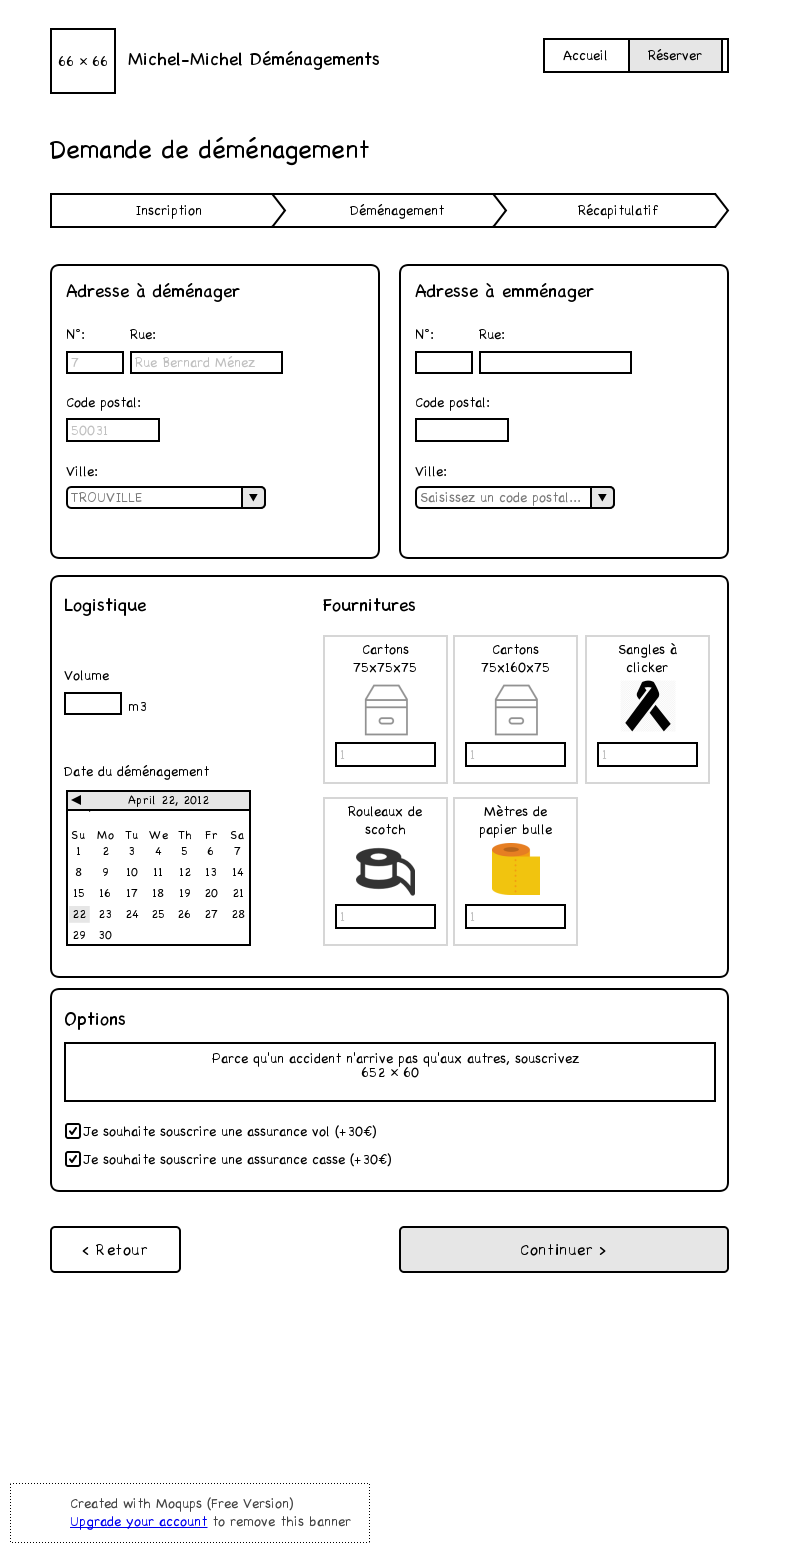 66 × 66
Michel-Michel Déménagements
Accueil
Réserver
Demande de déménagement
Inscription
Déménagement
Récapitulatif
Adresse à déménager
N°:
Rue:
7
Rue Bernard Ménez
Code postal:
50031
Ville:
TROUVILLE
Adresse à emménager
N°:
Rue:
Code postal:
Ville:
Saisissez un code postal...
Logistique
Volume
m3
Date du déménagement
April 22, 2012
Su Mo Tu We Th Fr Sa
1 2 3 4 5 6 7
8 9 10 11 12 13 14
15 16 17 18 19 20 21
22 23 24 25 26 27 28
29 30
Fournitures
Cartons
75x75x75
1
Cartons
75x160x75
1
Sangles à
clicker
1
Rouleaux de
scotch
1
Mètres de
papier bulle
1
Options
Parce qu'un accident n'arrive pas qu'aux autres, souscrivez
652 × 60
Je souhaite souscrire une assurance vol (+30€)
Je souhaite souscrire une assurance casse (+30€)
< Retour
Continuer >
Created with Moqups (Free Version)
Upgrade your account to remove this banner